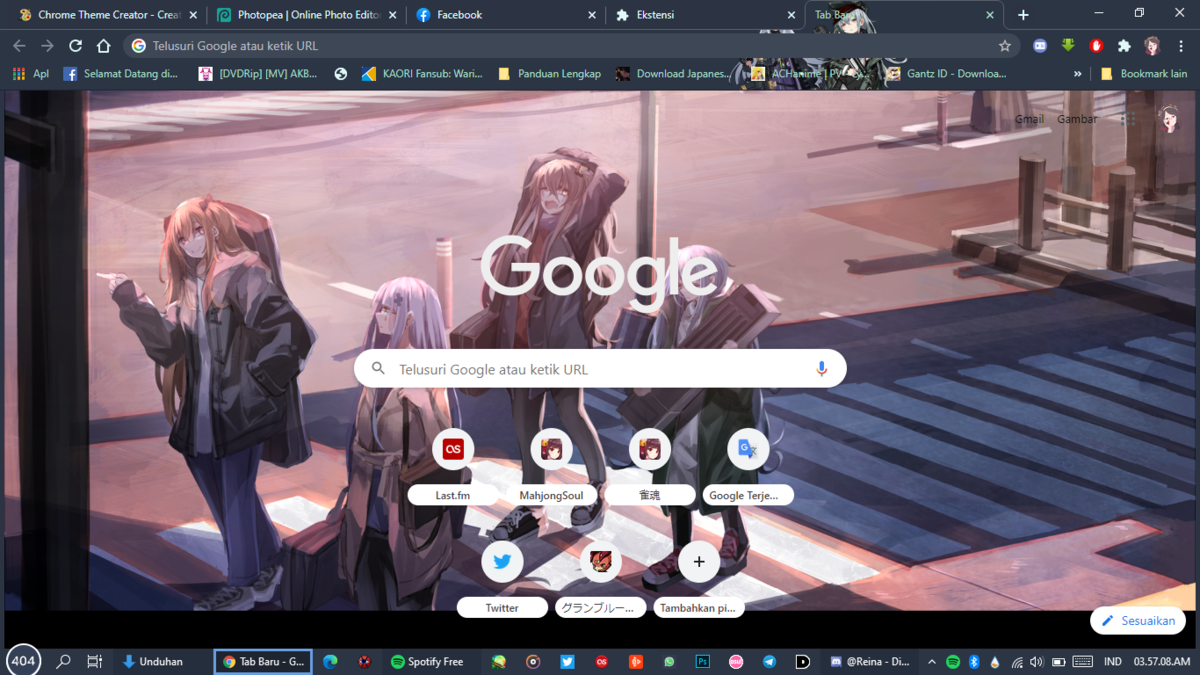 Chrome Theme Creator - Creat
Photopea | Online Photo Edito
Facebook
Ekstensi
Tab Baru
Telusuri Google atau ketik URL
Apl
Selamat Datang di...
[DVDRip] [MV] AKB...
KAORI Fansub: Wari...
Panduan Lengkap
Download Japanes...
ACHanime | PV -
Gantz ID - Downloa...
Bookmark lain
Gmail
Gambar
Google
Telusuri Google atau ketik URL
Last.fm
MahjongSoul
雀魂
Google Terje...
Twitter
グランブルー...
Tambahkan pi...
Sesuaikan
404
Unduhan
Tab Baru - G...
Spotify Free
@Reina - Di...
IND
03.57.08.AM